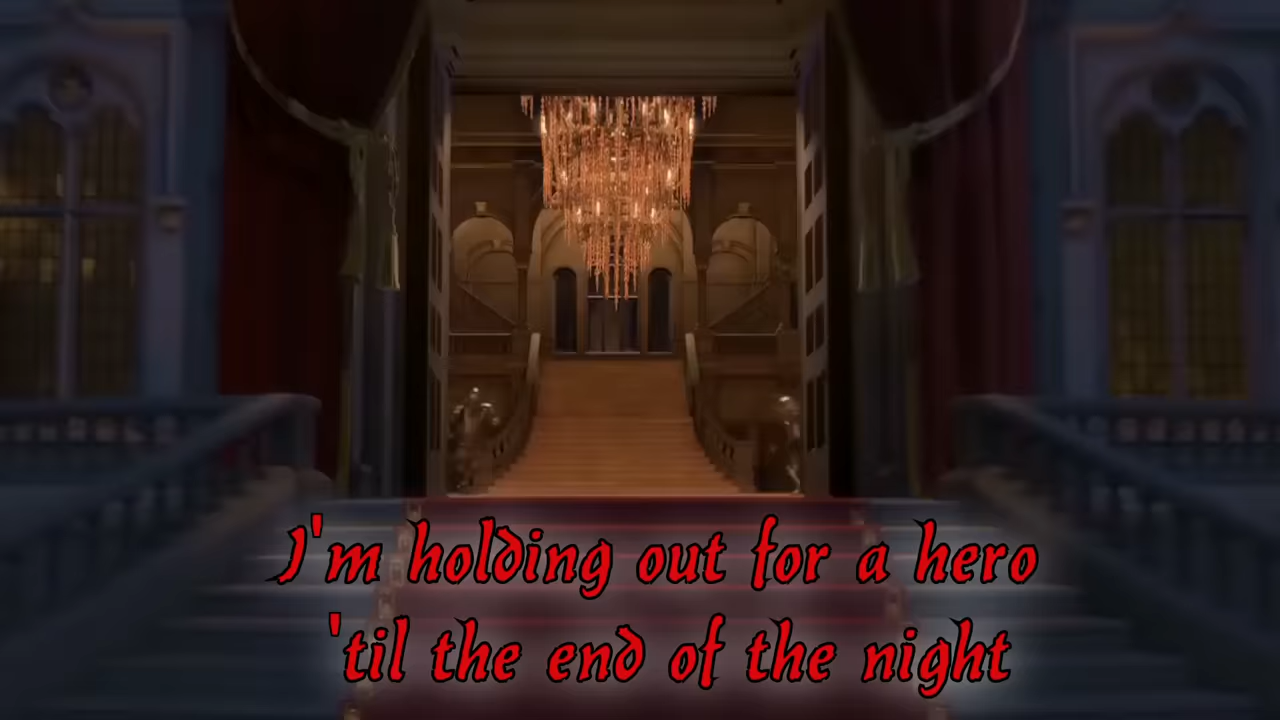 I'm holding out for a hero
'til the end of the night